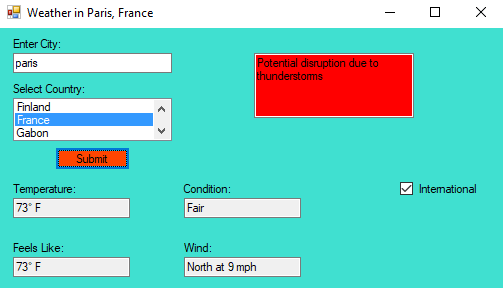 Weather in Paris, France
Enter City:
paris
Potential disruption due to
thunderstorms
Select Country:
Finland
France
Gabon
Submit
Temperature:
Condition:
International
73° F
Fair
Feels Like:
Wind:
73° F
North at 9 mph